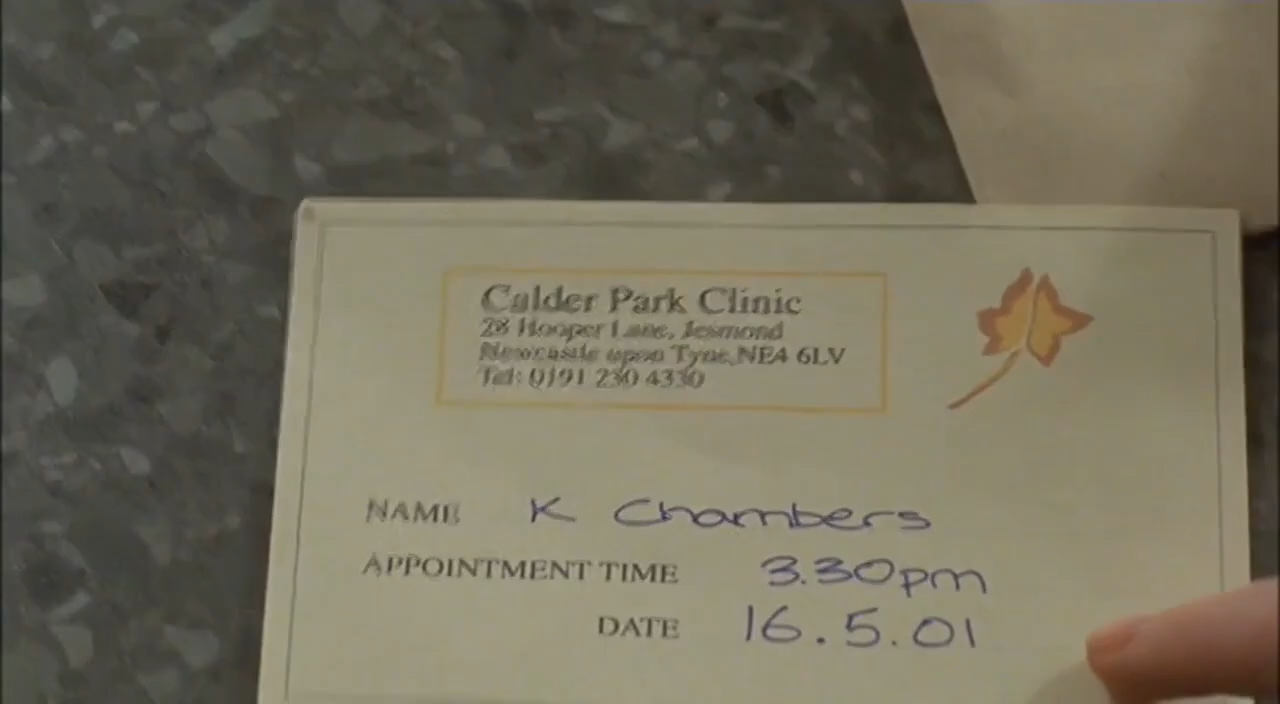 Calder Park Clinic
28 Hooper Lane, Jesmond
Newcastle upon Tyne, NE4 6LV
Tel: 0191 230 4330
NAME K Chambers
APPOINTMENT TIME 3.30pm
DATE 16.5.01